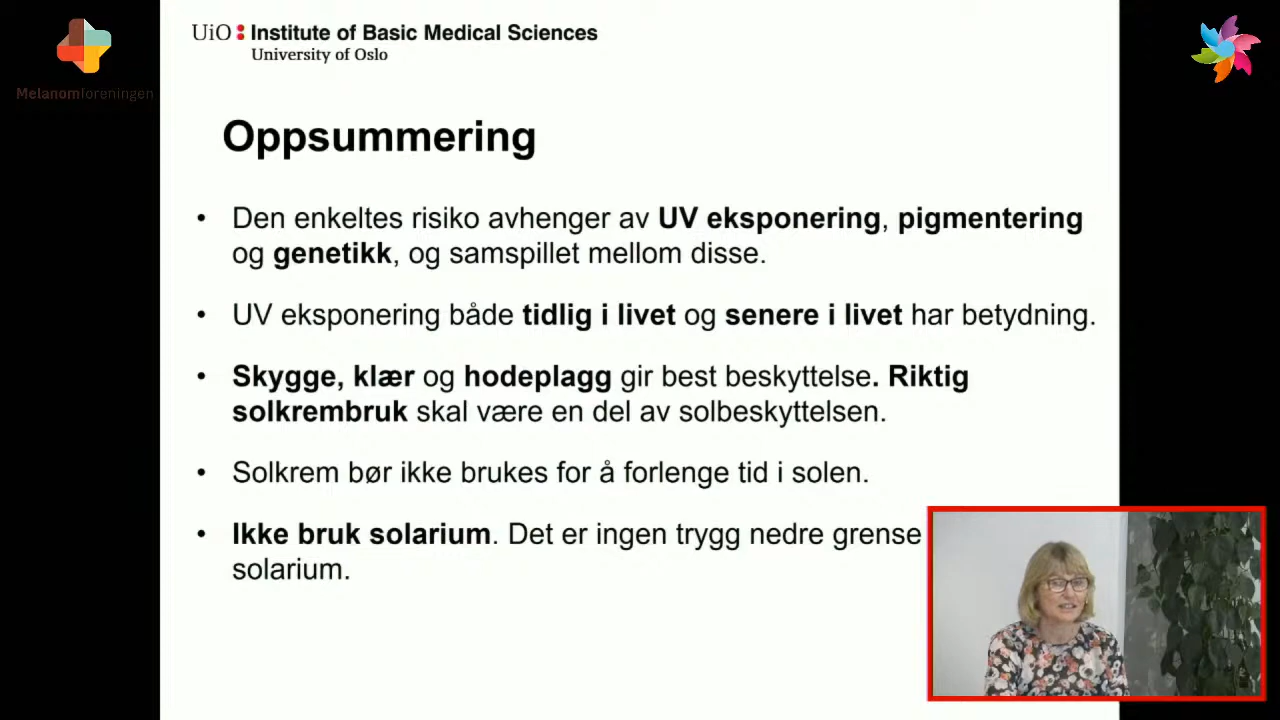 UiO: Institute of Basic Medical Sciences
University of Oslo
Melanomforeningen
Oppsummering
• Den enkeltes risiko avhenger av UV eksponering, pigmentering
og genetikk, og samspillet mellom disse.
• UV eksponering både tidlig i livet og senere i livet har betydning.
• Skygge, klær og hodeplagg gir best beskyttelse. Riktig
solkrembruk skal være en del av solbeskyttelsen.
• Solkrem bør ikke brukes for å forlenge tid i solen.
• Ikke bruk solarium. Det er ingen trygg nedre grense
solarium.